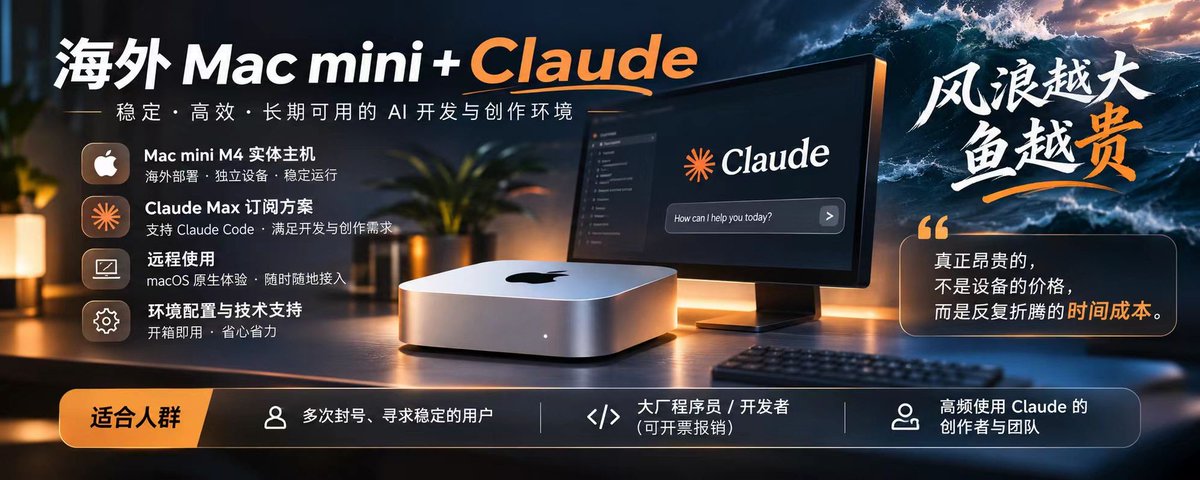 海外 Mac mini + Claude
稳定 · 高效 · 长期可用的 AI 开发与创作环境
Mac mini M4 实体主机
海外部署 · 独立设备 · 稳定运行
Claude Max 订阅方案
支持 Claude Code · 满足开发与创作需求
远程使用
macOS 原生体验 · 随时随地接入
环境配置与技术支持
开箱即用 · 省心省力
Claude
How can I help you today?
风浪越大
鱼越贵
真正昂贵的，
不是设备的价格，
而是反复折腾的时间成本。
适合人群
多次封号、寻求稳定的用户
大厂程序员 / 开发者
（可开票报销）
高频使用 Claude 的
创作者与团队